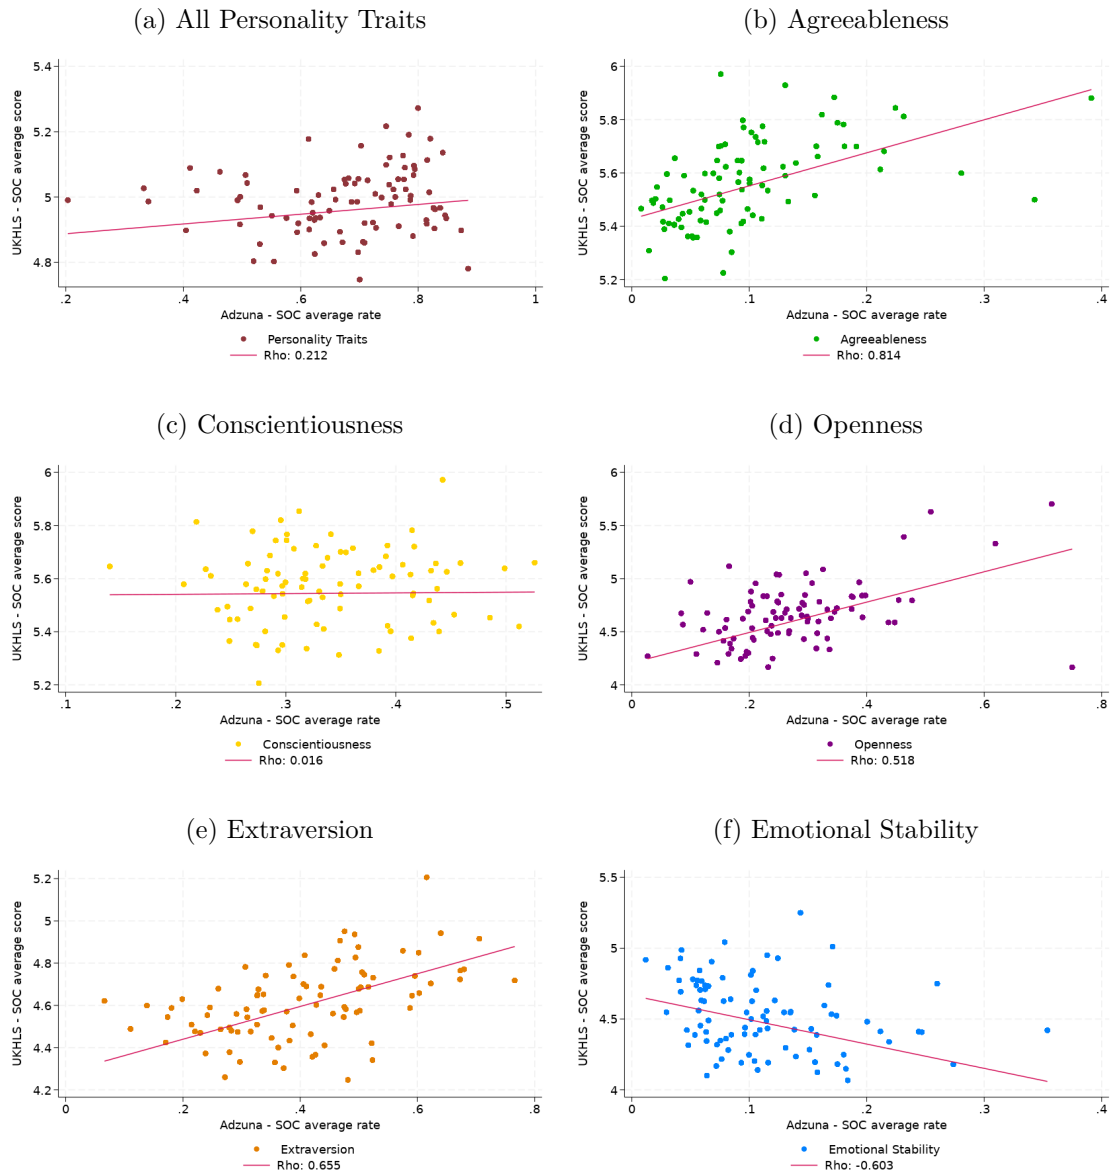 (a) All Personality Traits
UKHLS - SOC average score
5.4
5.2
5
4.8
.2 .4 .6 .8 1
Adzuna - SOC average rate
Personality Traits
Rho: 0.212
(b) Agreeableness
UKHLS - SOC average score
6
5.8
5.6
5.4
5.2
0 .1 .2 .3 .4
Adzuna - SOC average rate
Agreeableness
Rho: 0.814
(c) Conscientiousness
UKHLS - SOC average score
6
5.8
5.6
5.4
5.2
.1 .2 .3 .4 .5
Adzuna - SOC average rate
Conscientiousness
Rho: 0.016
(d) Openness
UKHLS - SOC average score
6
5.5
5
4.5
4
0 .2 .4 .6 .8
Adzuna - SOC average rate
Openness
Rho: 0.518
(e) Extraversion
UKHLS - SOC average score
5.2
5
4.8
4.6
4.4
4.2
0 .2 .4 .6 .8
Adzuna - SOC average rate
Extraversion
Rho: 0.655
(f) Emotional Stability
UKHLS - SOC average score
5.5
5
4.5
4
0 .1 .2 .3 .4
Adzuna - SOC average rate
Emotional Stability
Rho: -0.603